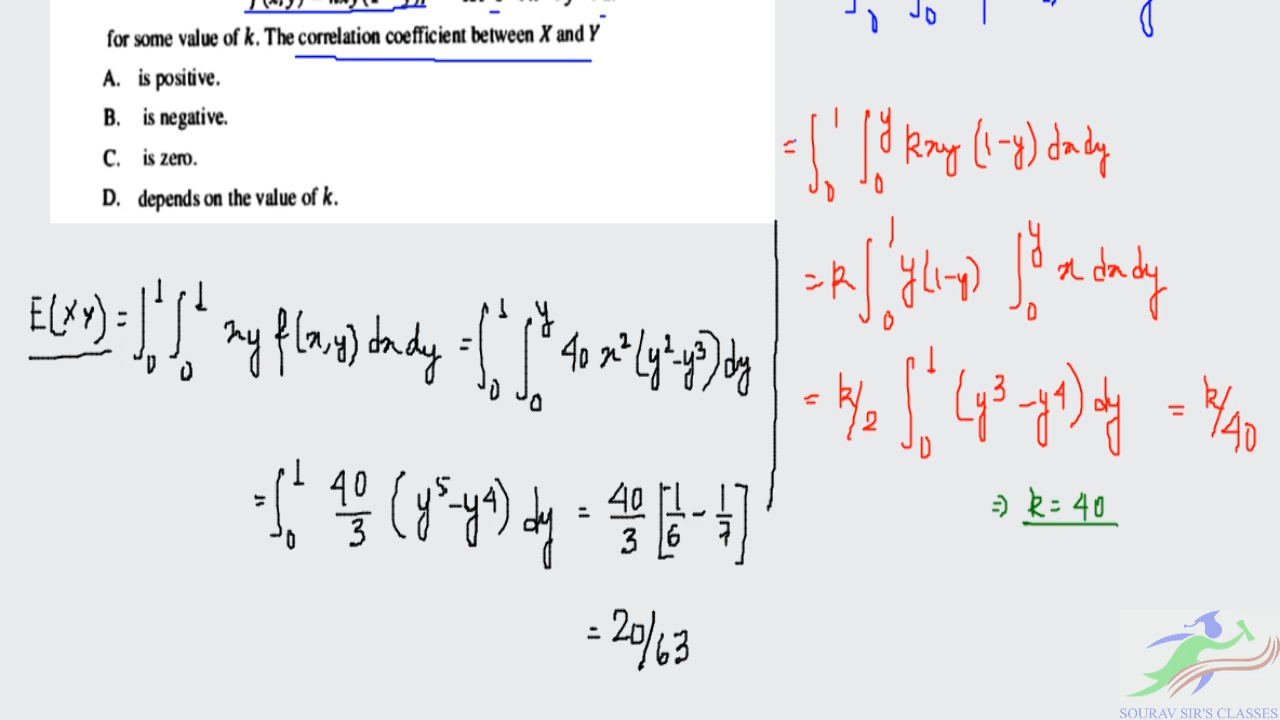 for some value of k. The correlation coefficient between X and Y
A. is positive.
B. is negative.
C. is zero.
D. depends on the value of k.
E(XY) = ∫₀¹ ∫₀¹ xy f(x,y) dx dy = ∫₀¹ ∫₀^y 40 x² (y²-y³) dy
= ∫₀¹ 40/3 (y⁵-y⁴) dy = 40/3 [1/6 - 1/7]
= 20/63
= ∫₀¹ ∫₀^y kxy (1-y) dx dy
= k ∫₀¹ y(1-y) ∫₀^y x dx dy
= k/2 ∫₀¹ (y³ - y⁴) dy = k/40
⇒ k = 40
SOURAV SIR'S CLASSES